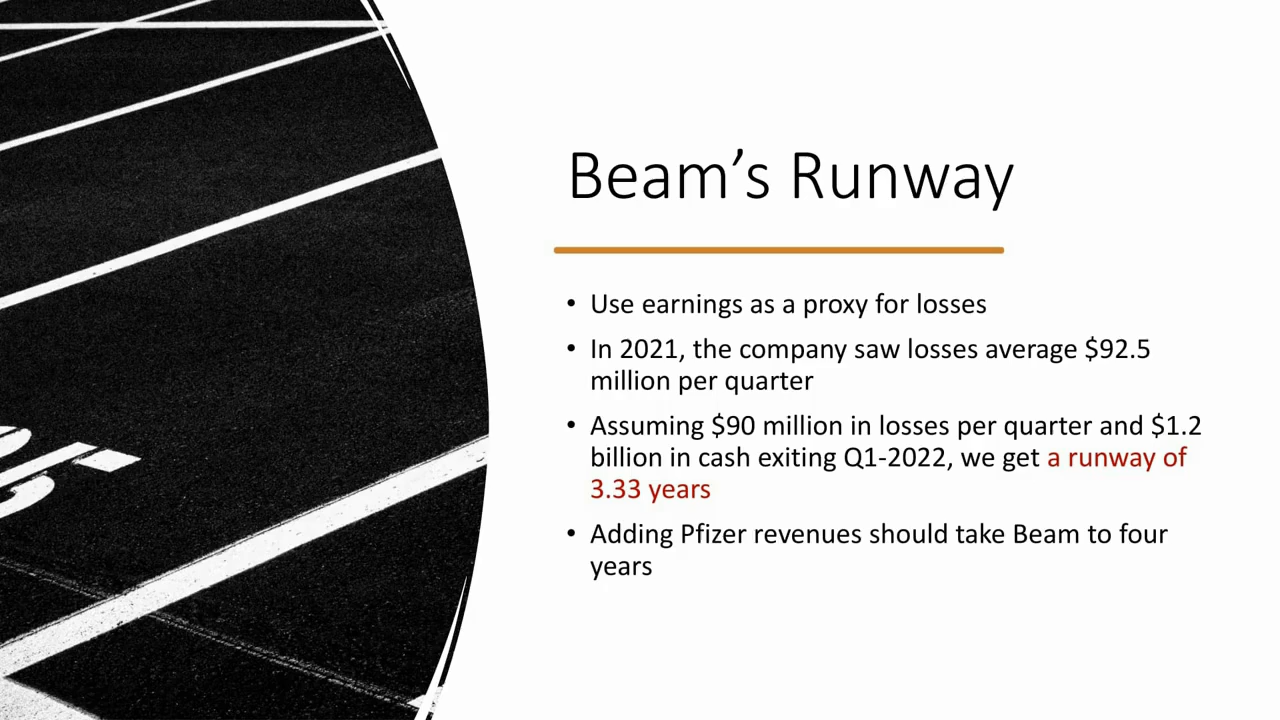 Beam’s Runway
• Use earnings as a proxy for losses
• In 2021, the company saw losses average $92.5
million per quarter
• Assuming $90 million in losses per quarter and $1.2
billion in cash exiting Q1-2022, we get a runway of
3.33 years
• Adding Pfizer revenues should take Beam to four
years